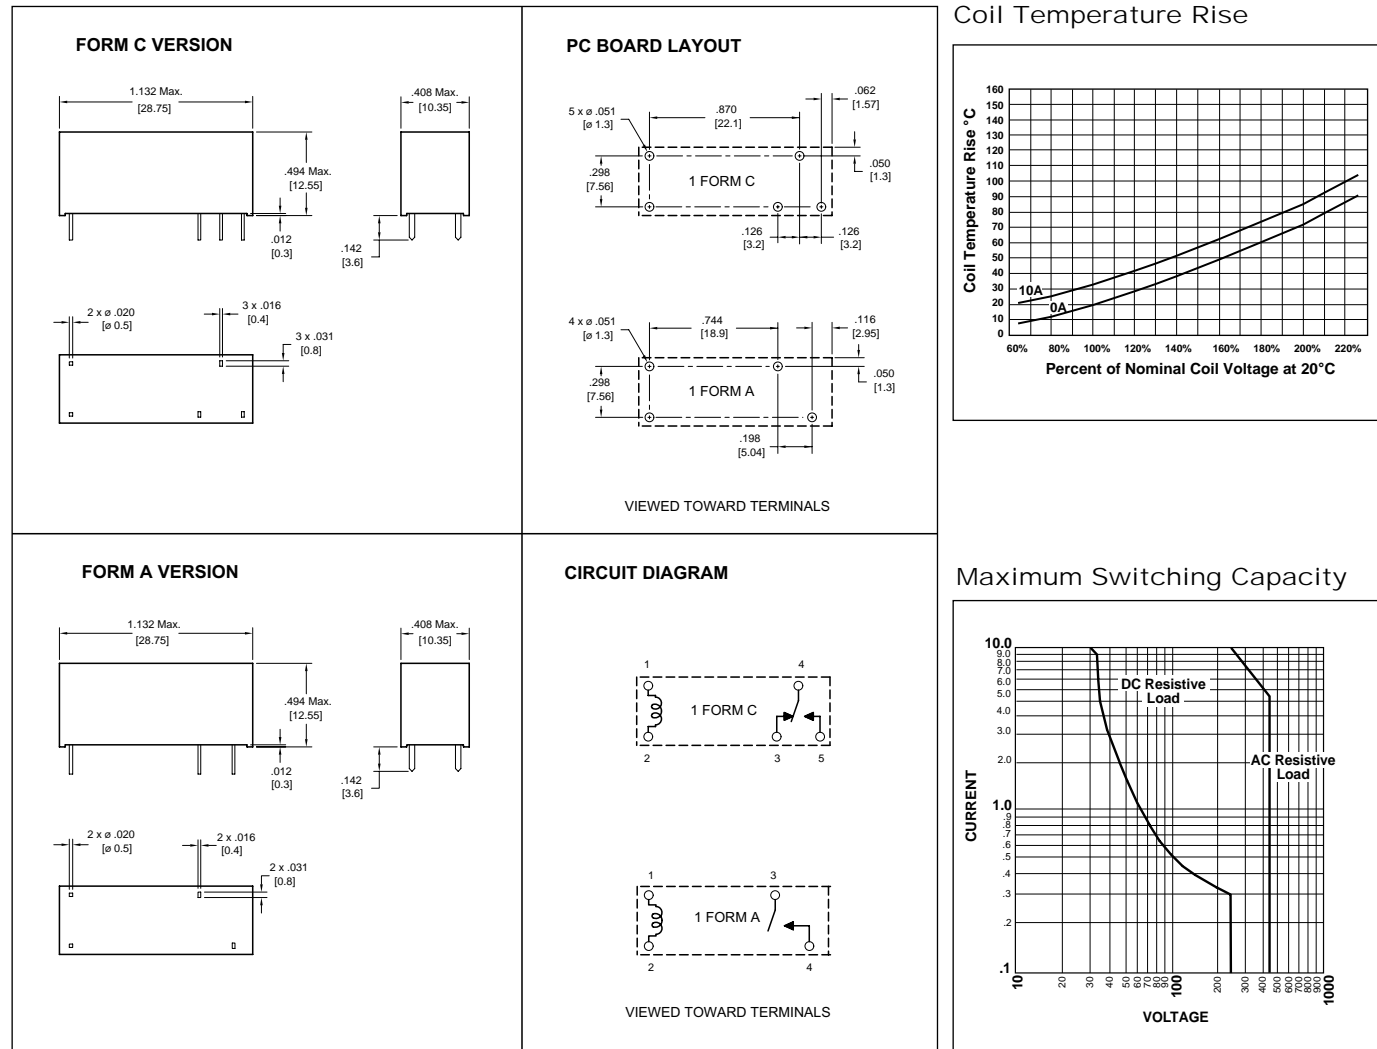 FORM C VERSION
1.132 Max.
[28.75]
.408 Max.
[10.35]
.494 Max.
[12.55]
.012
[0.3]
.142
[3.6]
2 x ø .020
[ø 0.5]
3 x .016
[0.4]
3 x .031
[0.8]
PC BOARD LAYOUT
5 x ø .051
[ø 1.3]
.870
[22.1]
.062
[1.57]
.298
[7.56]
1 FORM C
.050
[1.3]
.126
[3.2]
.126
[3.2]
4 x ø .051
[ø 1.3]
.744
[18.9]
.116
[2.95]
.298
[7.56]
1 FORM A
.050
[1.3]
.198
[5.04]
VIEWED TOWARD TERMINALS
Coil Temperature Rise
Coil Temperature Rise °C
160
150
140
130
120
110
100
90
80
70
60
50
40
30
20
10
0
10A
0A
60% 80% 100% 120% 140% 160% 180% 200% 220%
Percent of Nominal Coil Voltage at 20°C
FORM A VERSION
1.132 Max.
[28.75]
.408 Max.
[10.35]
.494 Max.
[12.55]
.012
[0.3]
.142
[3.6]
2 x ø .020
[ø 0.5]
2 x .016
[0.4]
2 x .031
[0.8]
CIRCUIT DIAGRAM
1 4
1 FORM C
2 3 5
1 3
1 FORM A
2 4
VIEWED TOWARD TERMINALS
Maximum Switching Capacity
CURRENT
10.0
9.0
8.0
7.0
6.0
5.0
4.0
3.0
2.0
1.0
.9
.8
.7
.6
.5
.4
.3
.2
.1
DC Resistive
Load
AC Resistive
Load
10 20 30 40 50 60 70 80 90 100 200 300 400 500 600 700 800 900 1000
VOLTAGE